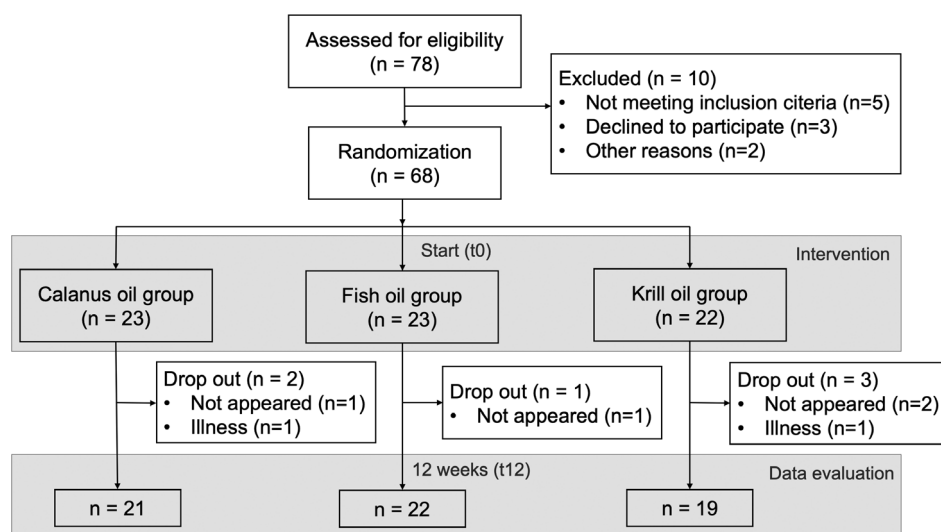 Assessed for eligibility
(n = 78)
Excluded (n = 10)
• Not meeting inclusion citeria (n=5)
• Declined to participate (n=3)
• Other reasons (n=2)
Randomization
(n = 68)
Start (t0)
Intervention
Calanus oil group
(n = 23)
Fish oil group
(n = 23)
Krill oil group
(n = 22)
Drop out (n = 2)
• Not appeared (n=1)
• Illness (n=1)
Drop out (n = 1)
• Not appeared (n=1)
Drop out (n = 3)
• Not appeared (n=2)
• Illness (n=1)
12 weeks (t12)
Data evaluation
n = 21
n = 22
n = 19